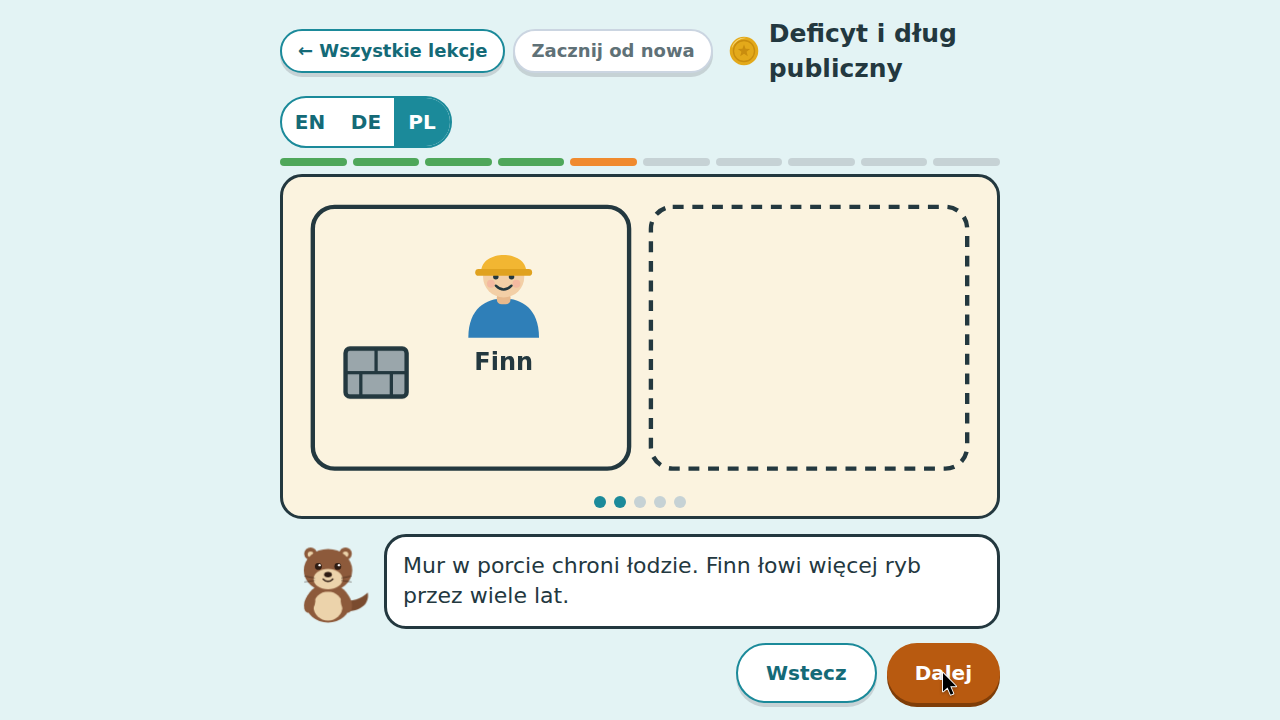 ← Wszystkie lekcje
Zacznij od nowa
Deficyt i dług
publiczny
EN DE PL
Finn
Mur w porcie chroni łodzie. Finn łowi więcej ryb
przez wiele lat.
Wstecz
Dalej